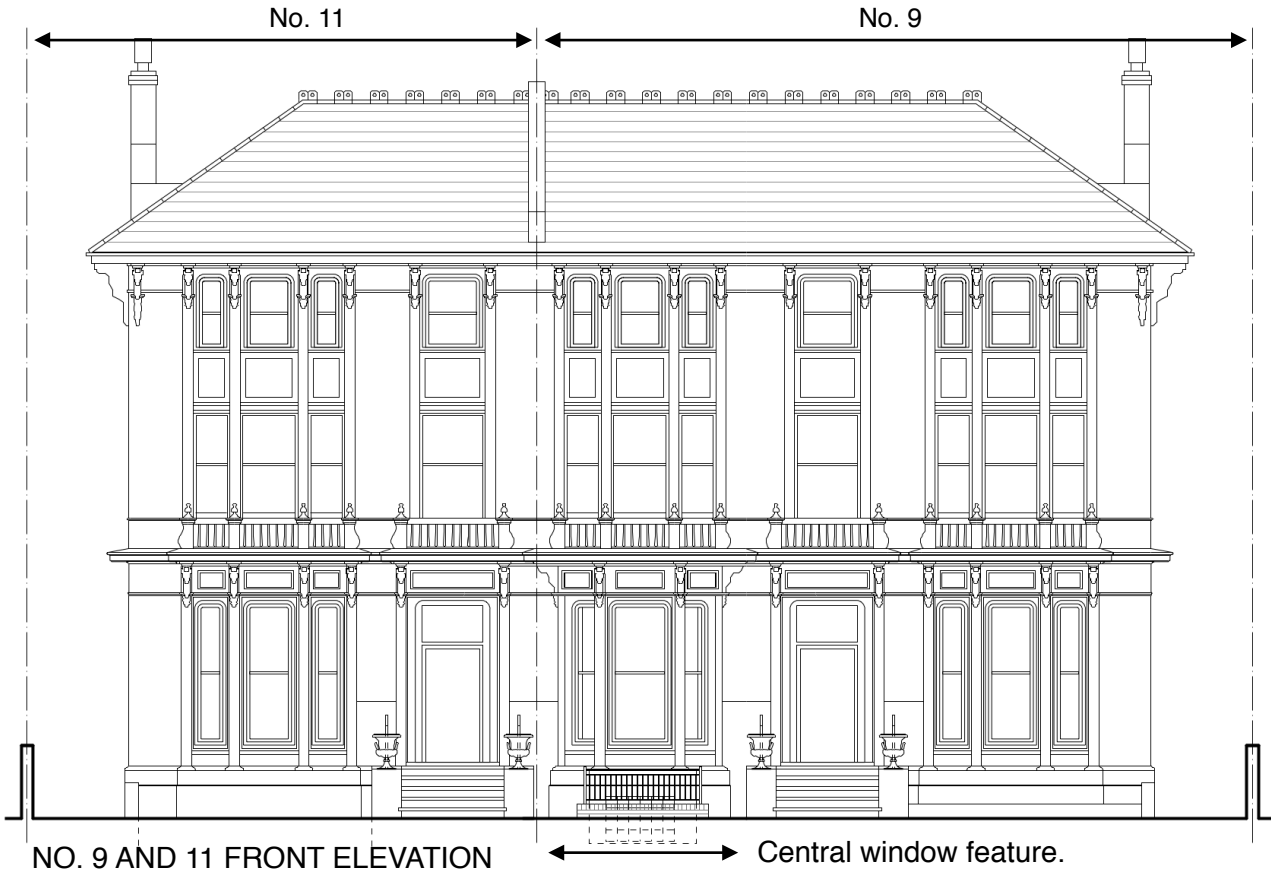 No. 11
No. 9
NO. 9 AND 11 FRONT ELEVATION
Central window feature.